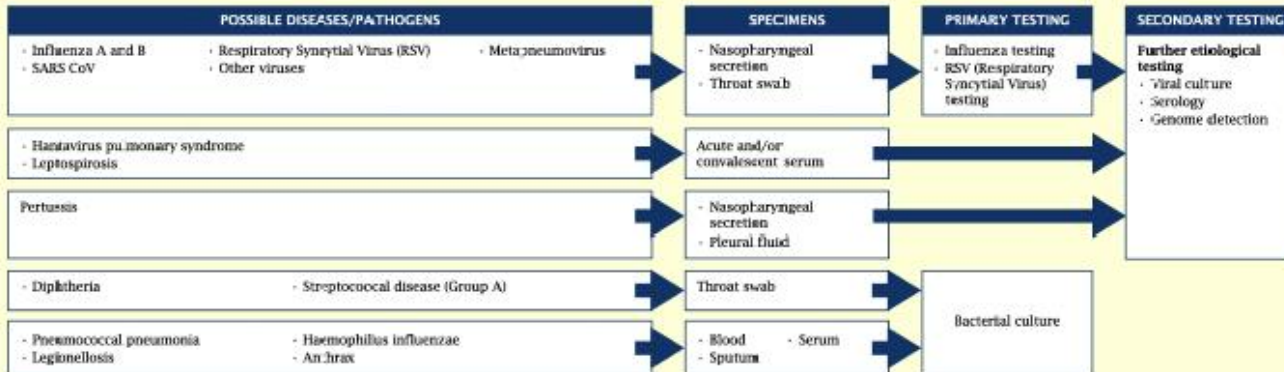 POSSIBLE DISEASES/PATHOGENS
SPECIMENS
PRIMARY TESTING
SECONDARY TESTING
· Influenza A and B
· SARS CoV
· Respiratory Syncytial Virus (RSV)
· Other viruses
· Metapneumovirus
· Nasopharyngeal
secretion
· Throat swab
· Influenza testing
· RSV (Respiratory
Syncytial Virus)
testing
Further etiological
testing
· Viral culture
· Serology
· Genome detection
· Hantavirus pulmonary syndrome
· Leptospirosis
Acute and/or
convalescent serum
Pertussis
· Nasopharyngeal
secretion
· Pleural fluid
· Diphtheria
· Streptococcal disease (Group A)
Throat swab
Bacterial culture
· Pneumococcal pneumonia
· Legionellosis
· Haemophilius influenzae
· Anthrax
· Blood
· Sputum
· Serum